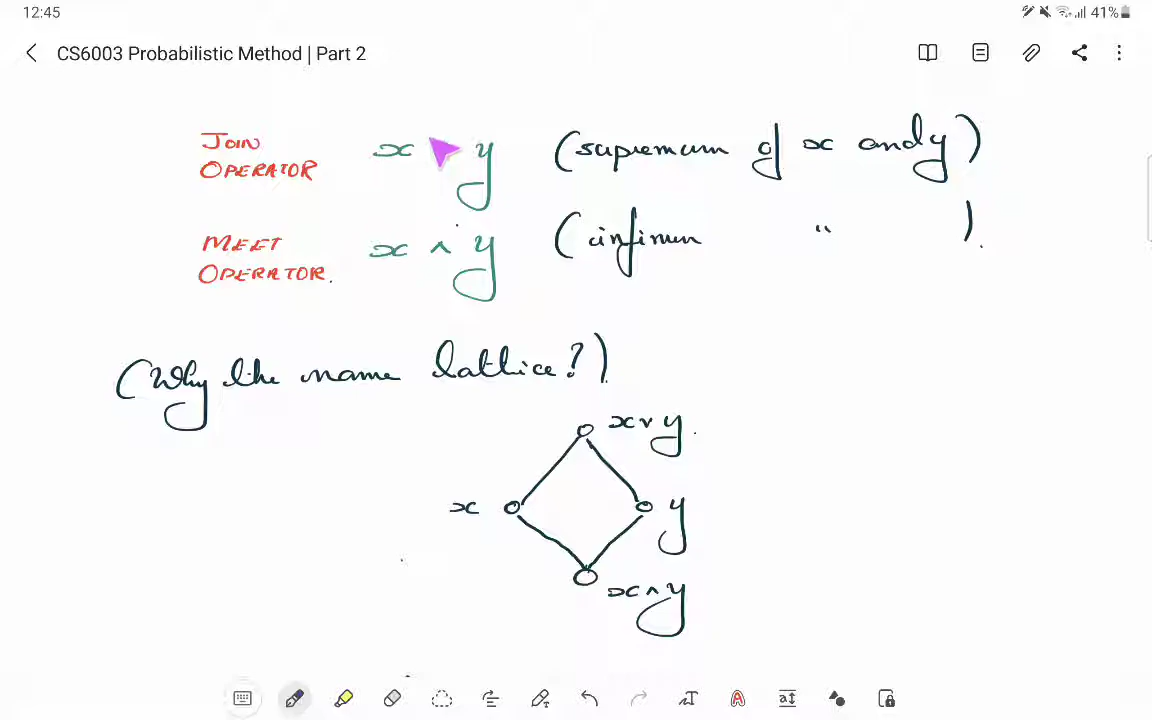 12:45 41%
CS6003 Probabilistic Method | Part 2
JOIN OPERATOR x y (supremum of x and y)
MEET OPERATOR. x ∧ y (infimum " ).
(Why the name lattice?)
x ∨ y.
x y
x ∧ y